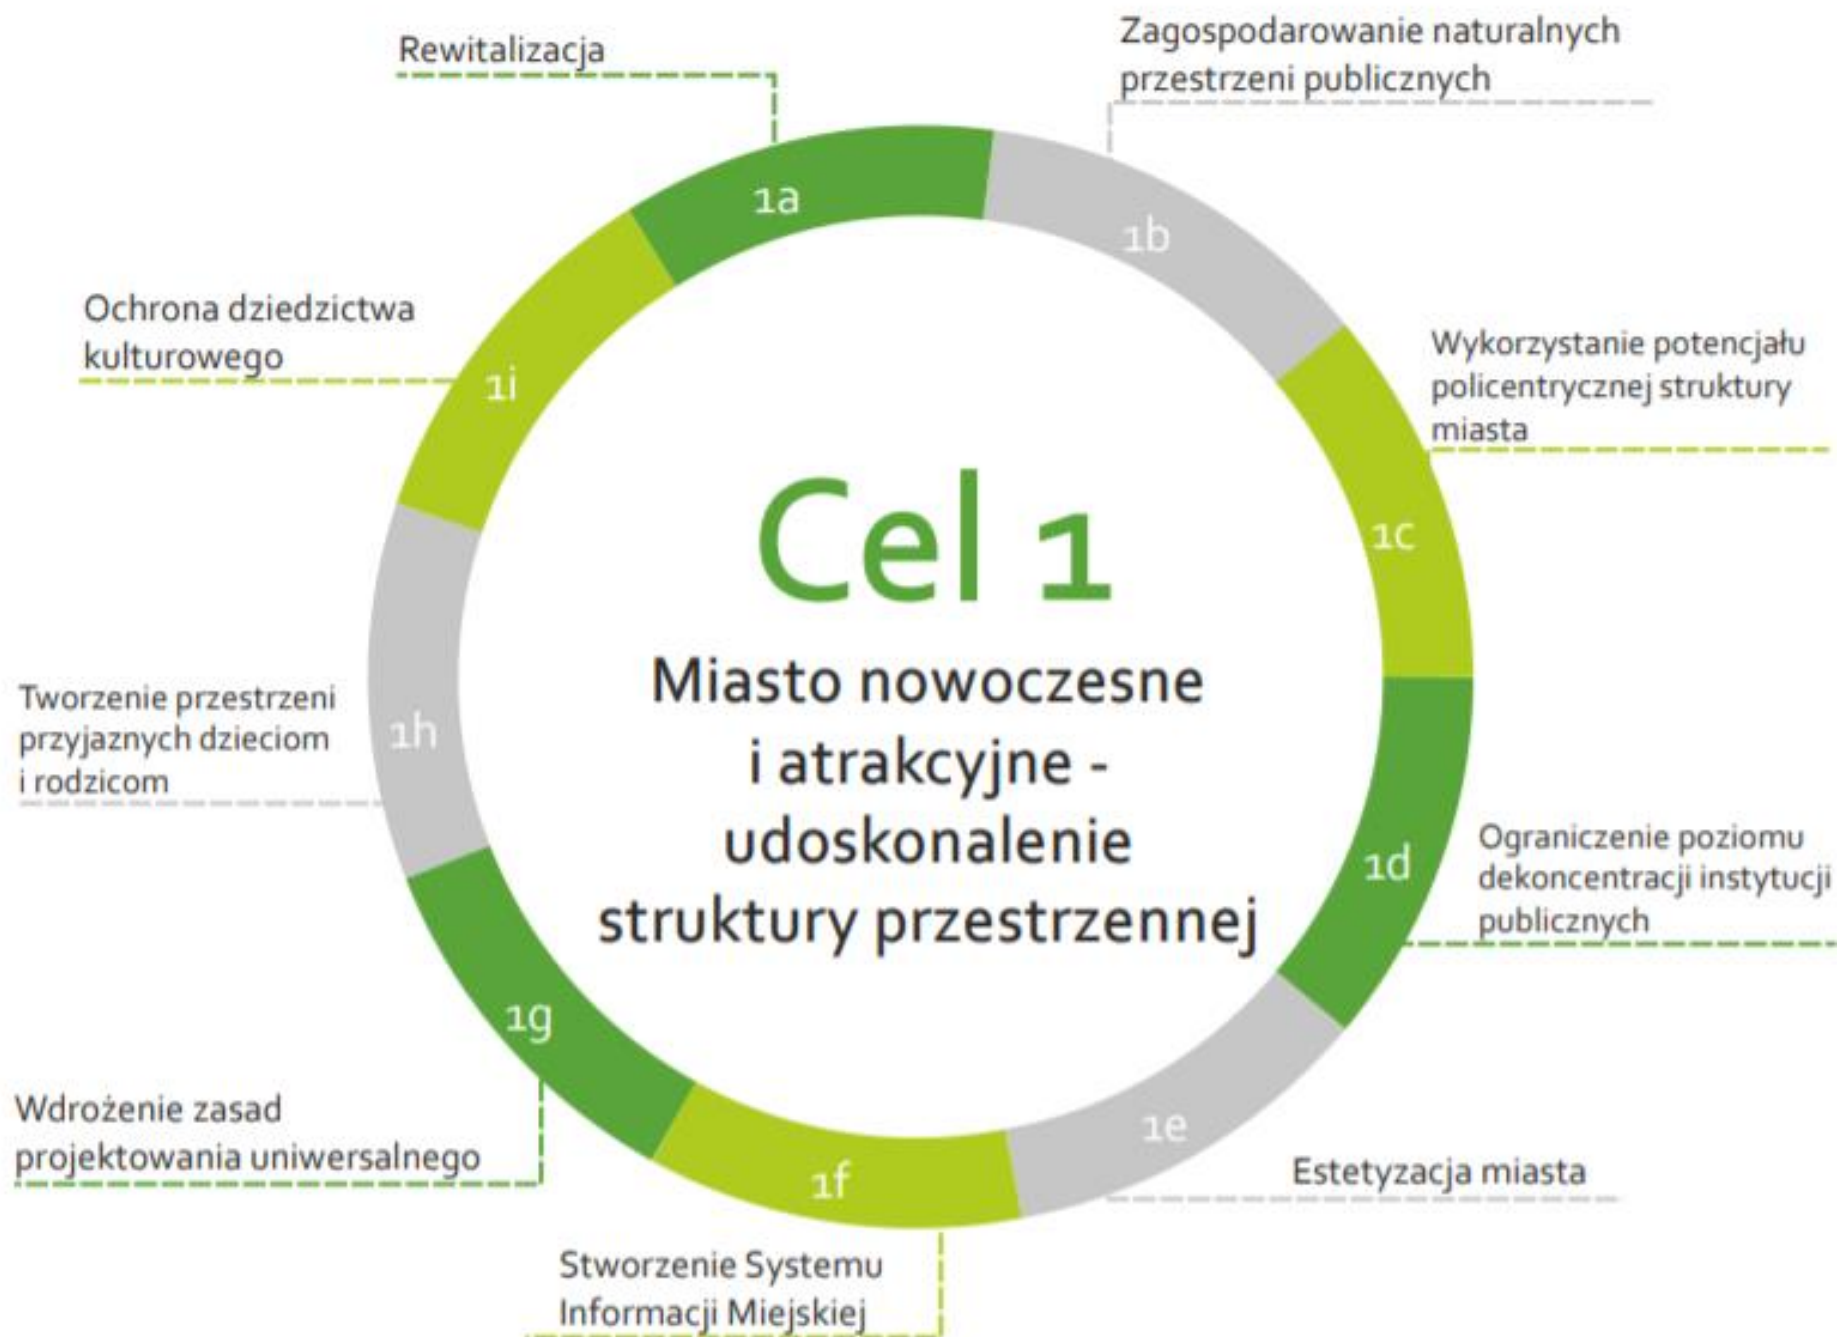 Rewitalizacja
1a
Zagospodarowanie naturalnych
przestrzeni publicznych
1b
Wykorzystanie potencjału
policentrycznej struktury
miasta
1c
Ograniczenie poziomu
dekoncentracji instytucji
publicznych
1d
Estetyzacja miasta
1e
Stworzenie Systemu
Informacji Miejskiej
1f
Wdrożenie zasad
projektowania uniwersalnego
1g
Tworzenie przestrzeni
przyjaznych dzieciom
i rodzicom
1h
Ochrona dziedzictwa
kulturowego
1i
Cel 1
Miasto nowoczesne
i atrakcyjne -
udoskonalenie
struktury przestrzennej